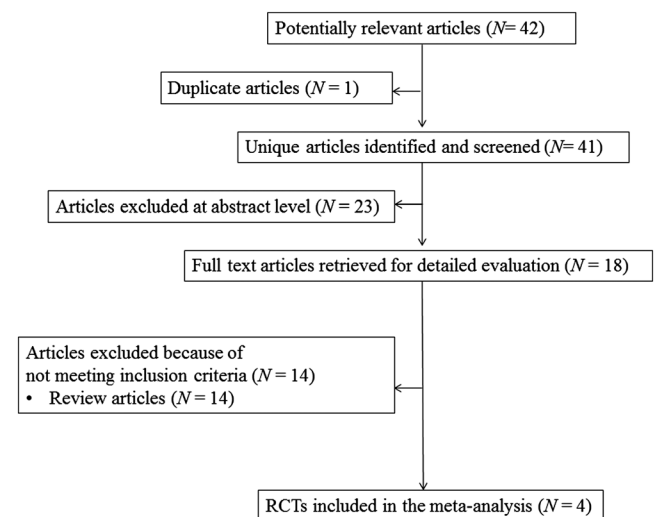 Potentially relevant articles (N= 42)
Duplicate articles (N = 1)
Unique articles identified and screened (N= 41)
Articles excluded at abstract level (N = 23)
Full text articles retrieved for detailed evaluation (N = 18)
Articles excluded because of
not meeting inclusion criteria (N = 14)
• Review articles (N = 14)
RCTs included in the meta-analysis (N = 4)